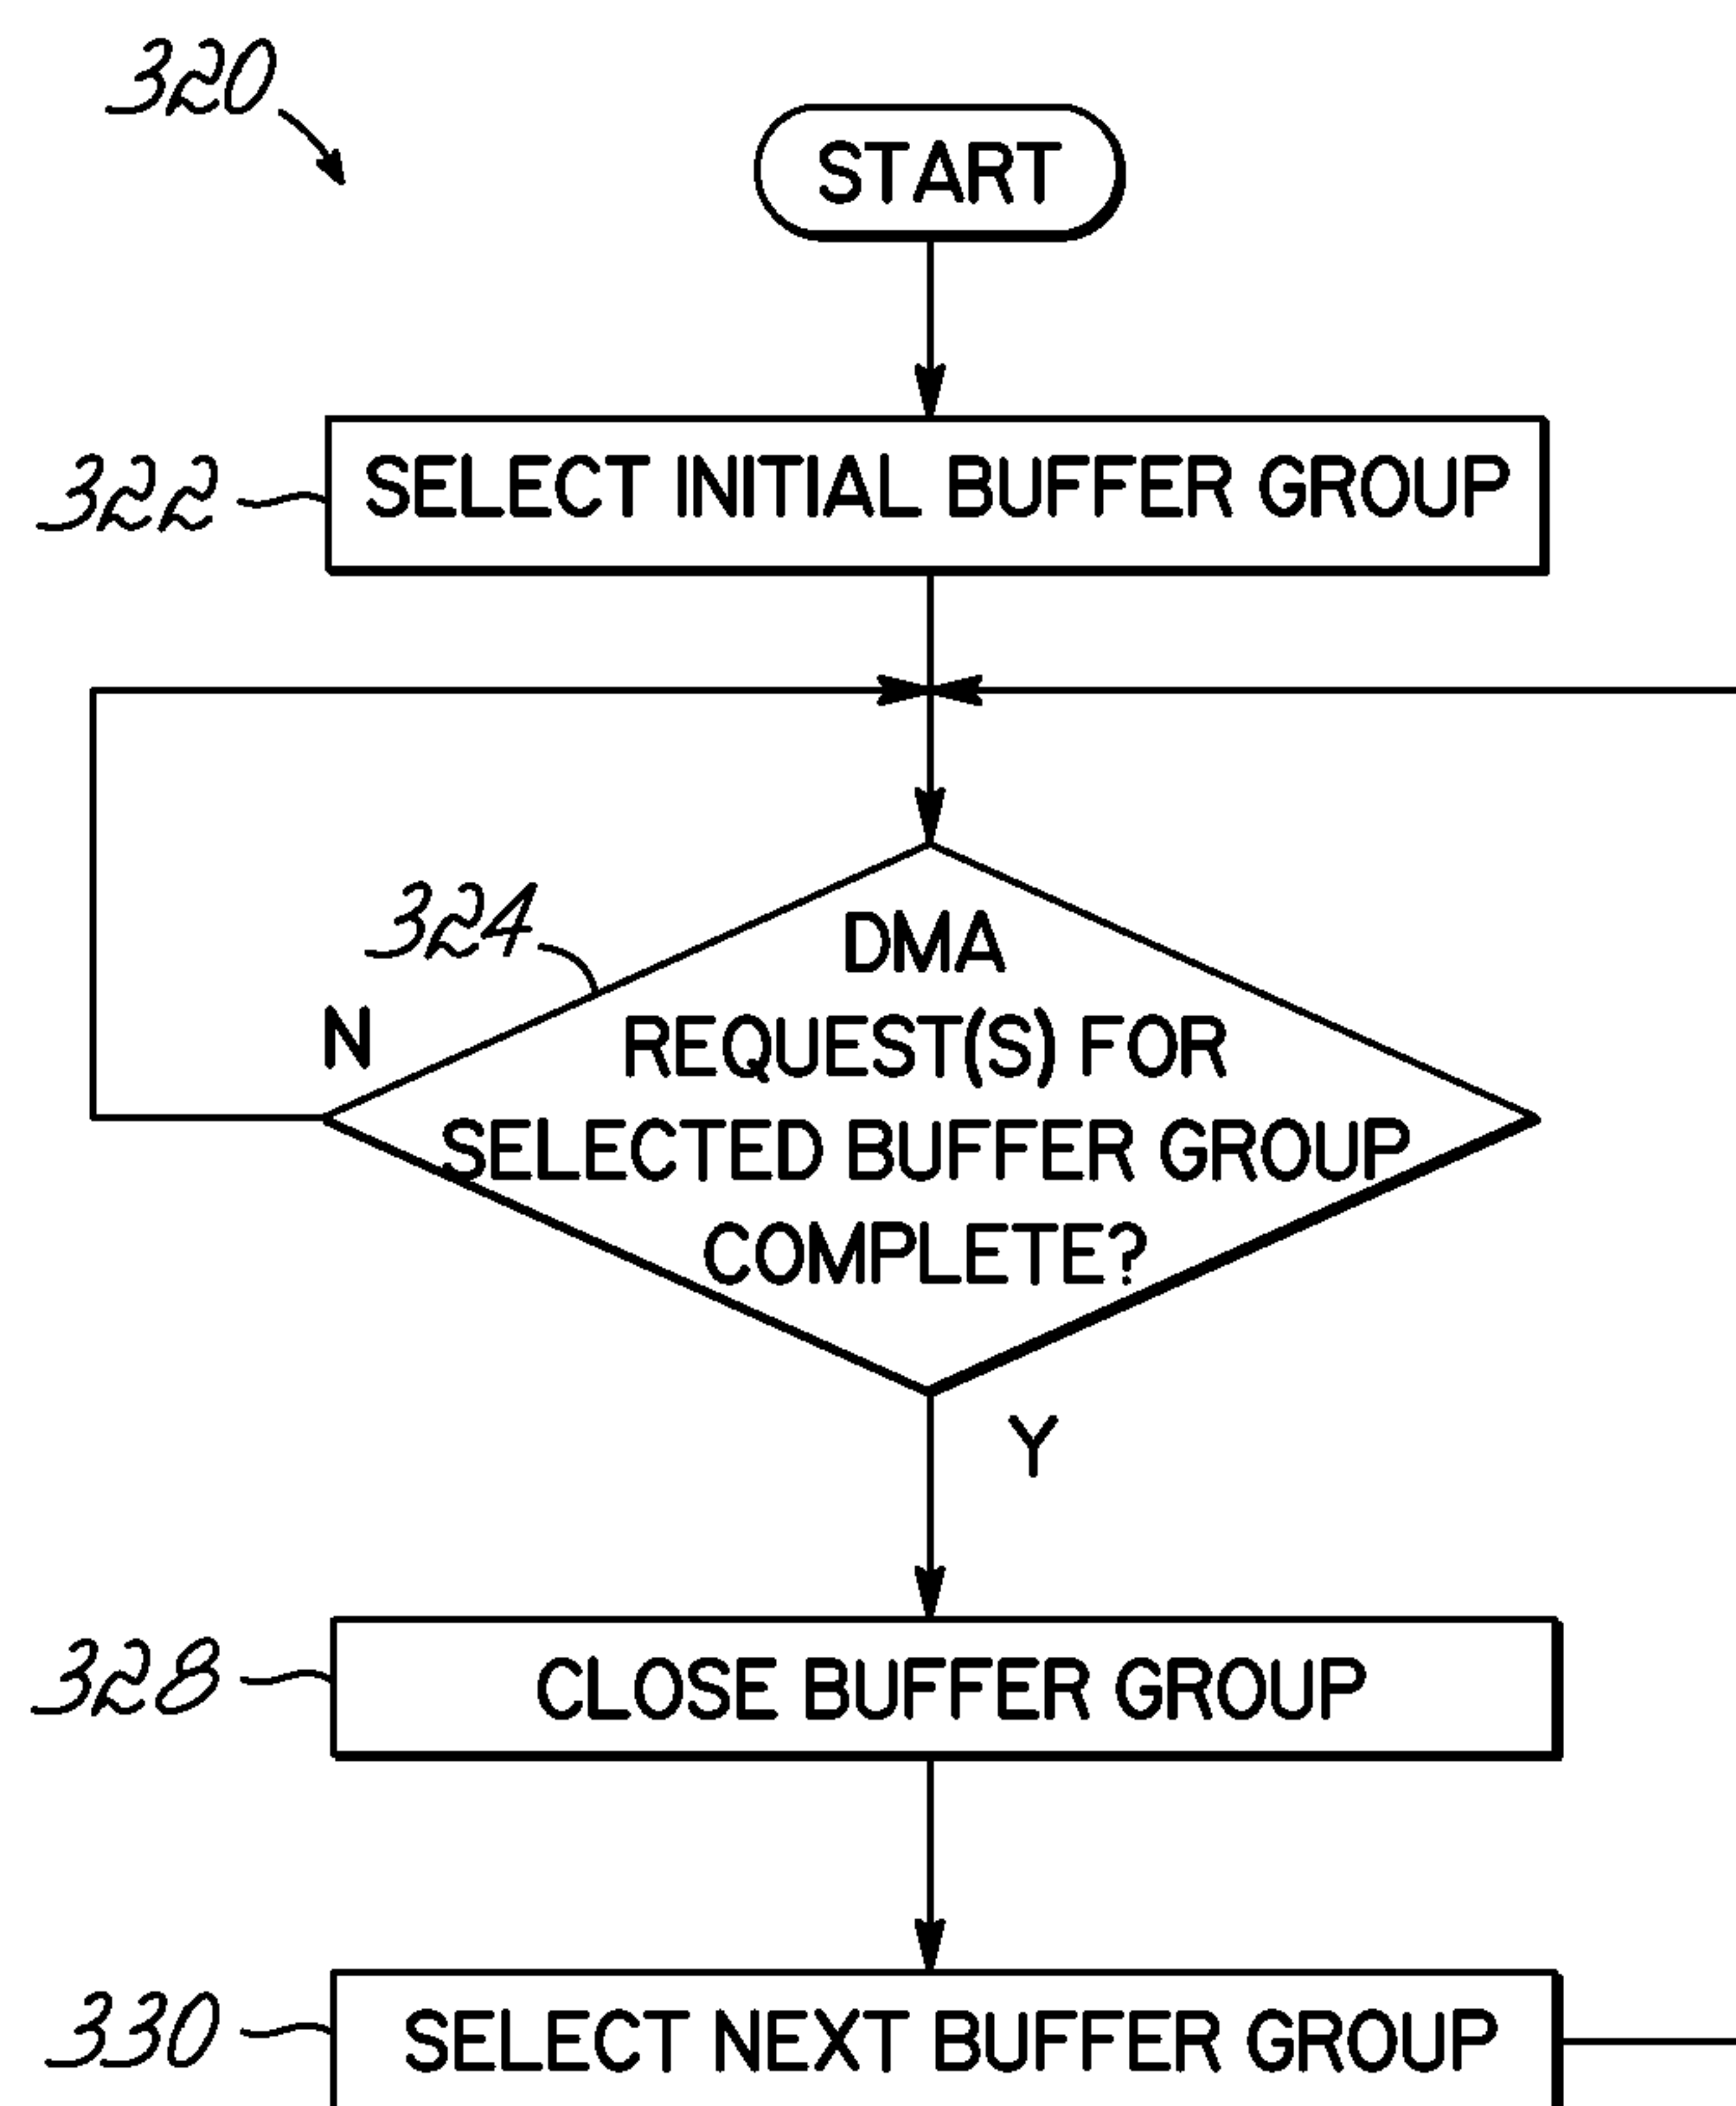 320
START
322
SELECT INITIAL BUFFER GROUP
324
N
DMA
REQUEST(S) FOR
SELECTED BUFFER GROUP
COMPLETE?
Y
328
CLOSE BUFFER GROUP
330
SELECT NEXT BUFFER GROUP